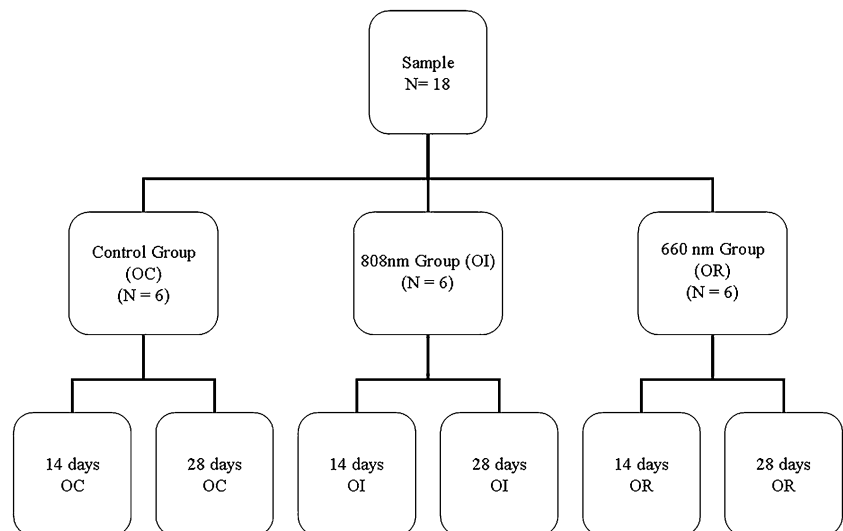 Sample
N= 18
Control Group
(OC)
(N = 6)
808nm Group (OI)
(N = 6)
660 nm Group
(OR)
(N = 6)
14 days
OC
28 days
OC
14 days
OI
28 days
OI
14 days
OR
28 days
OR